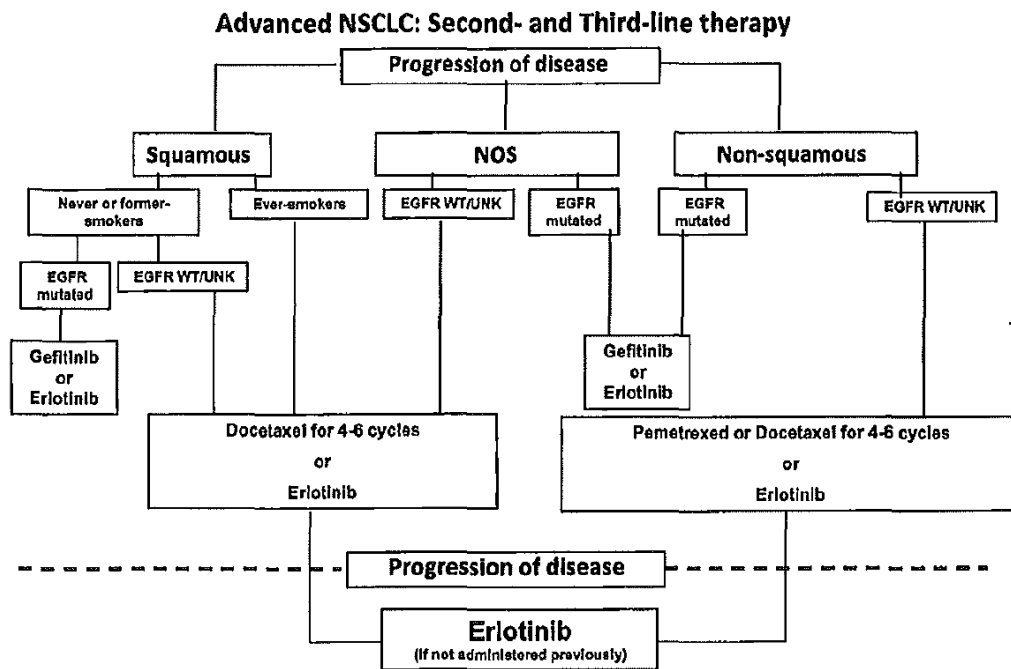 Advanced NSCLC: Second- and Third-line therapy
Progression of disease
Squamous
NOS
Non-squamous
Never or former-
smokers
Ever-smokers
EGFR WT/UNK
EGFR
mutated
EGFR
mutated
EGFR WT/UNK
EGFR
mutated
EGFR WT/UNK
Gefitinib
or
Erlotinib
Gefitinib
or
Erlotinib
Docetaxel for 4-6 cycles
or
Erlotinib
Pemetrexed or Docetaxel for 4-6 cycles
or
Erlotinib
Progression of disease
Erlotinib
(If not administered previously)